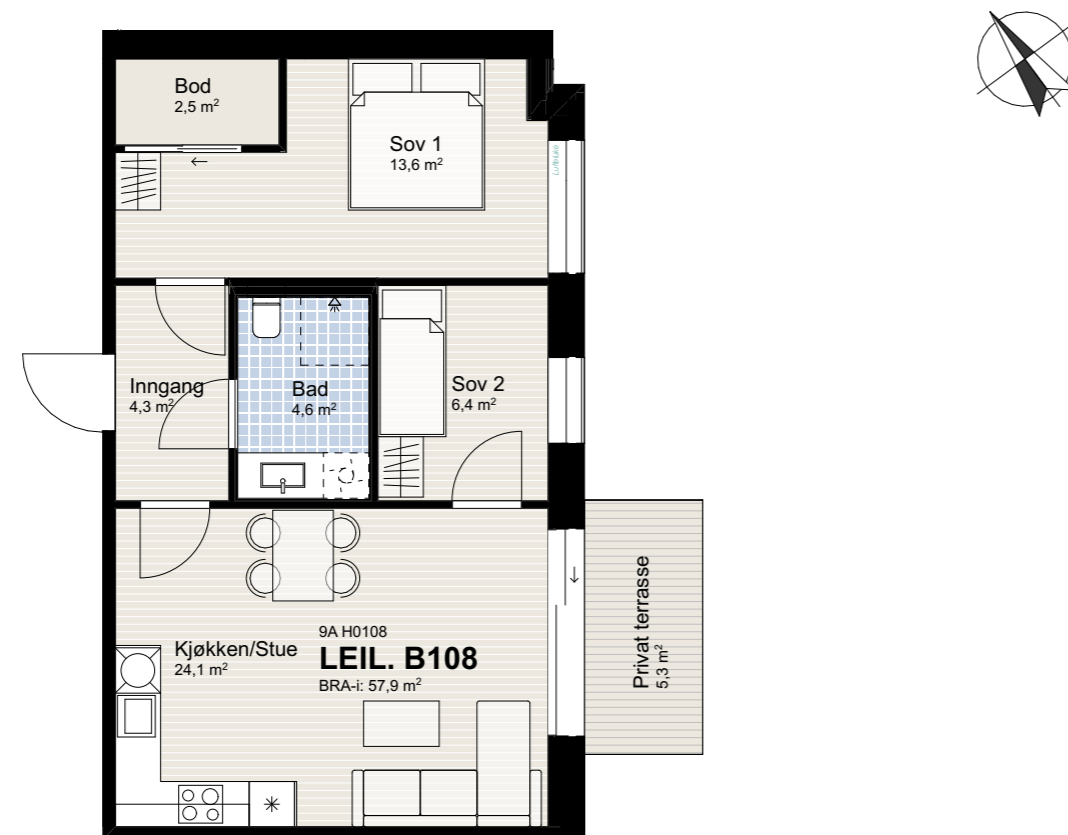 Bod
2,5 m²
Sov 1
13,6 m²
Luftluke
Inngang
4,3 m²
Bad
4,6 m²
Sov 2
6,4 m²
Kjøkken/Stue
24,1 m²
9A H0108
LEIL. B108
BRA-i: 57,9 m²
Privat terrasse
5,3 m²